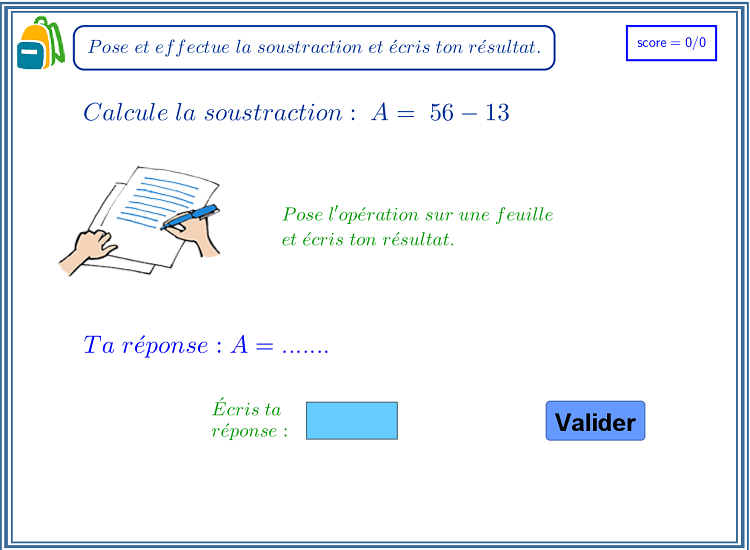 Pose et effectue la soustraction et écris ton résultat.
score = 0/0
Calcule la soustraction : A = 56 − 13
Pose l'opération sur une feuille
et écris ton résultat.
Ta réponse : A = .......
Écris ta
réponse :
Valider